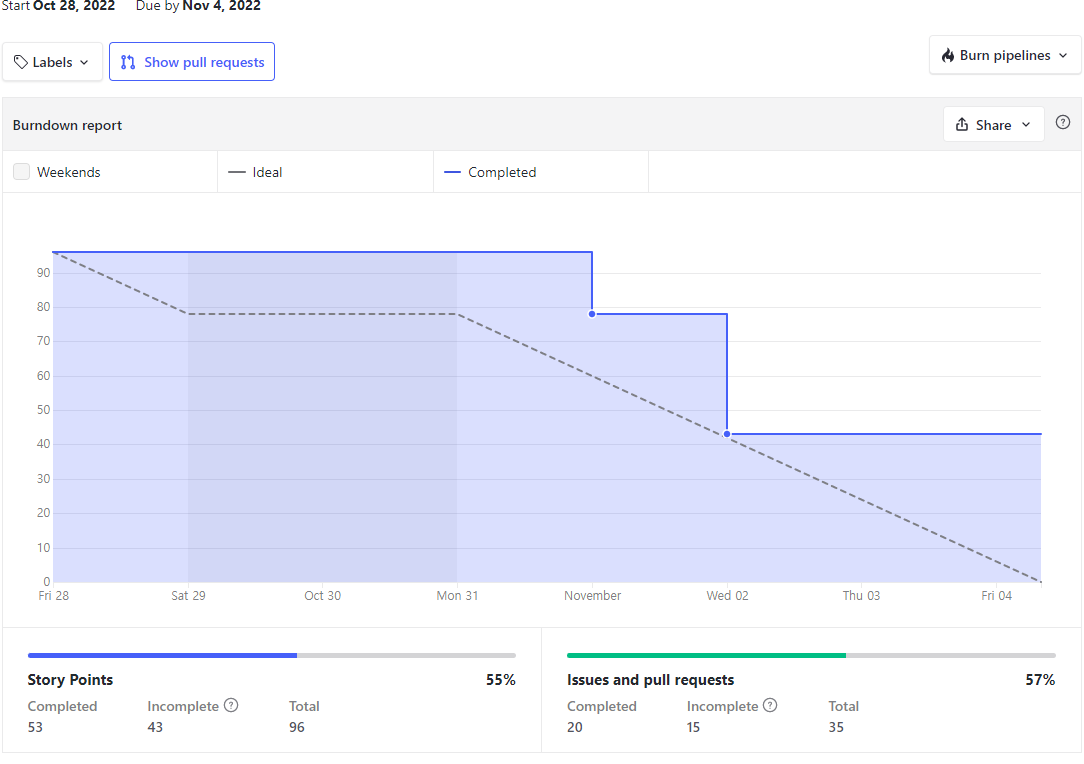 Start Oct 28, 2022 Due by Nov 4, 2022
Labels Show pull requests Burn pipelines
Burndown report Share ?
Weekends Ideal Completed
90
80
70
60
50
40
30
20
10
0
Fri 28 Sat 29 Oct 30 Mon 31 November Wed 02 Thu 03 Fri 04
Story Points 55% Issues and pull requests 57%
Completed Incomplete ? Total Completed Incomplete ? Total
53 43 96 20 15 35